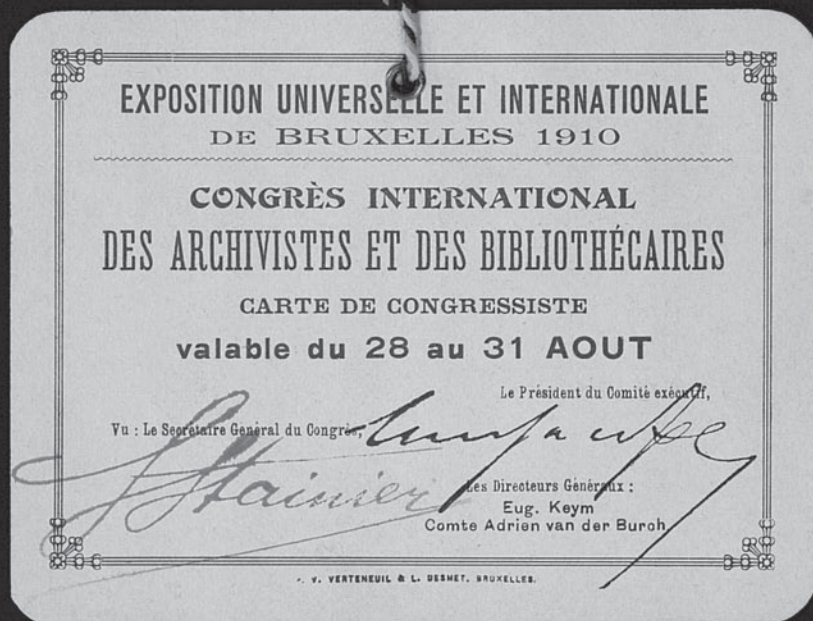 EXPOSITION UNIVERSELLE ET INTERNATIONALE
DE BRUXELLES 1910
CONGRÈS INTERNATIONAL
DES ARCHIVISTES ET DES BIBLIOTHÉCAIRES
CARTE DE CONGRESSISTE
valable du 28 au 31 AOUT
Le Président du Comité exécutif,
Vu : Le Secrétaire Général du Congrès,
Stainier
Les Directeurs Généraux :
Eug. Keym
Comte Adrien van der Burch
V. VERTENEUIL & L. DESMET, BRUXELLES.